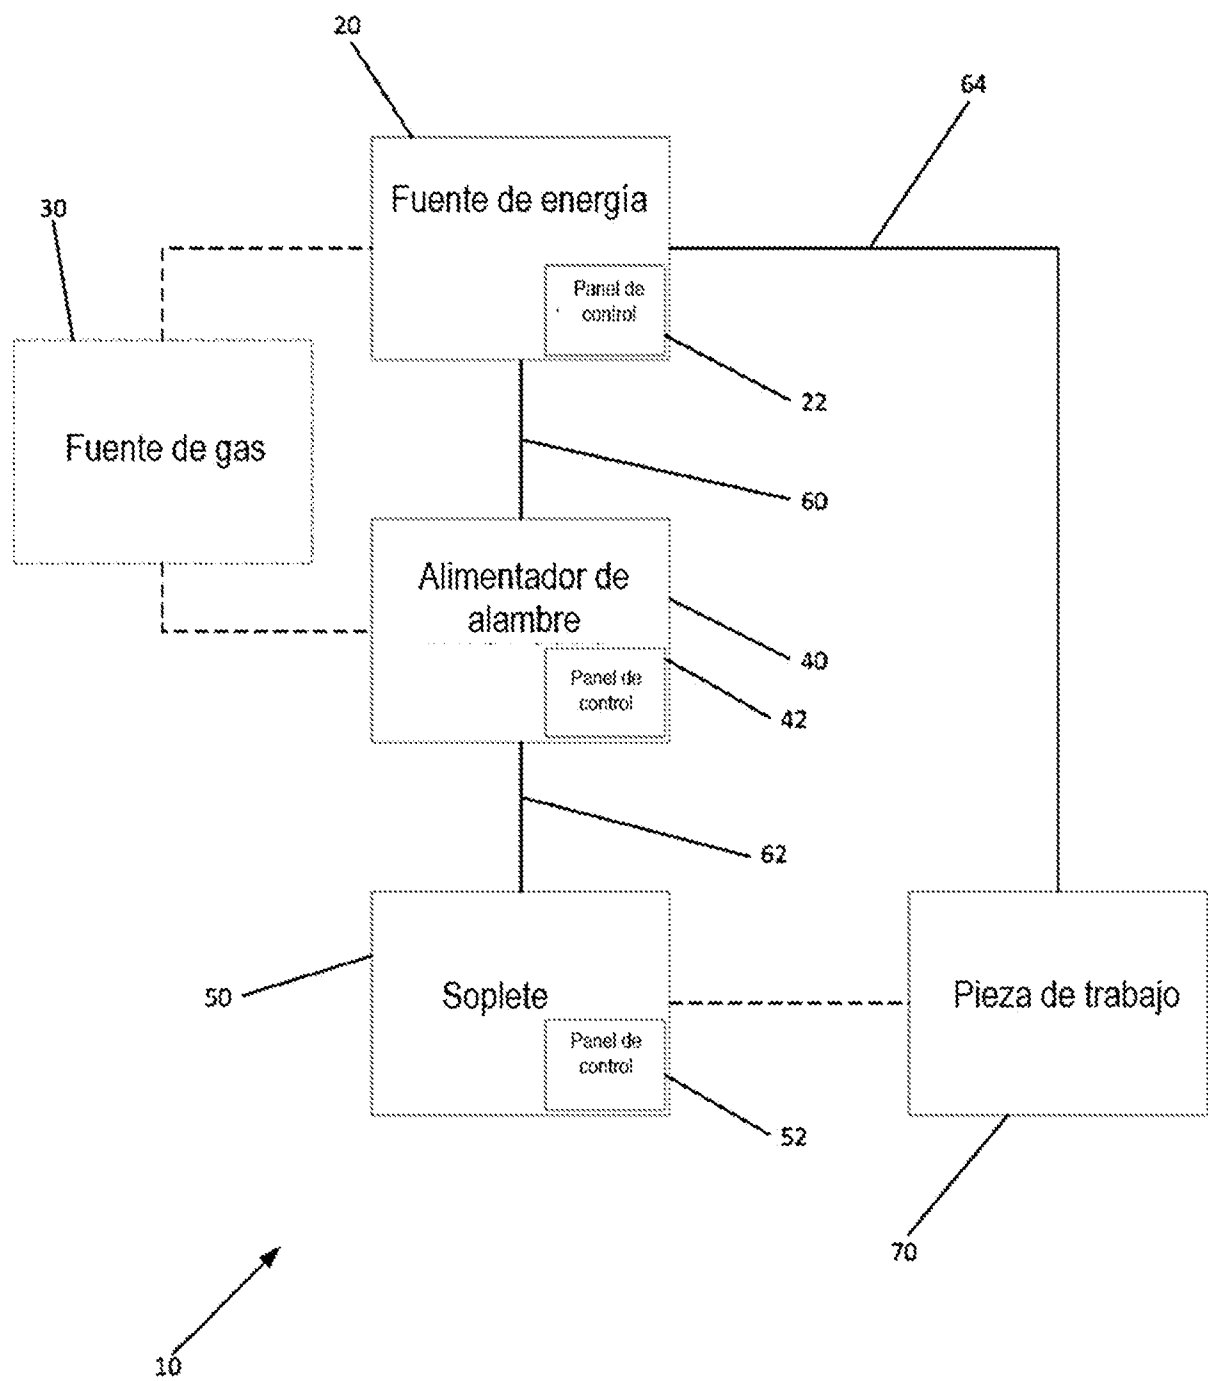 20
64
Fuente de energía
30
Panel de
control
22
Fuente de gas
60
Alimentador de
alambre
40
Panel de
control
42
62
50
Soplete
Pieza de trabajo
Panel de
control
52
70
10